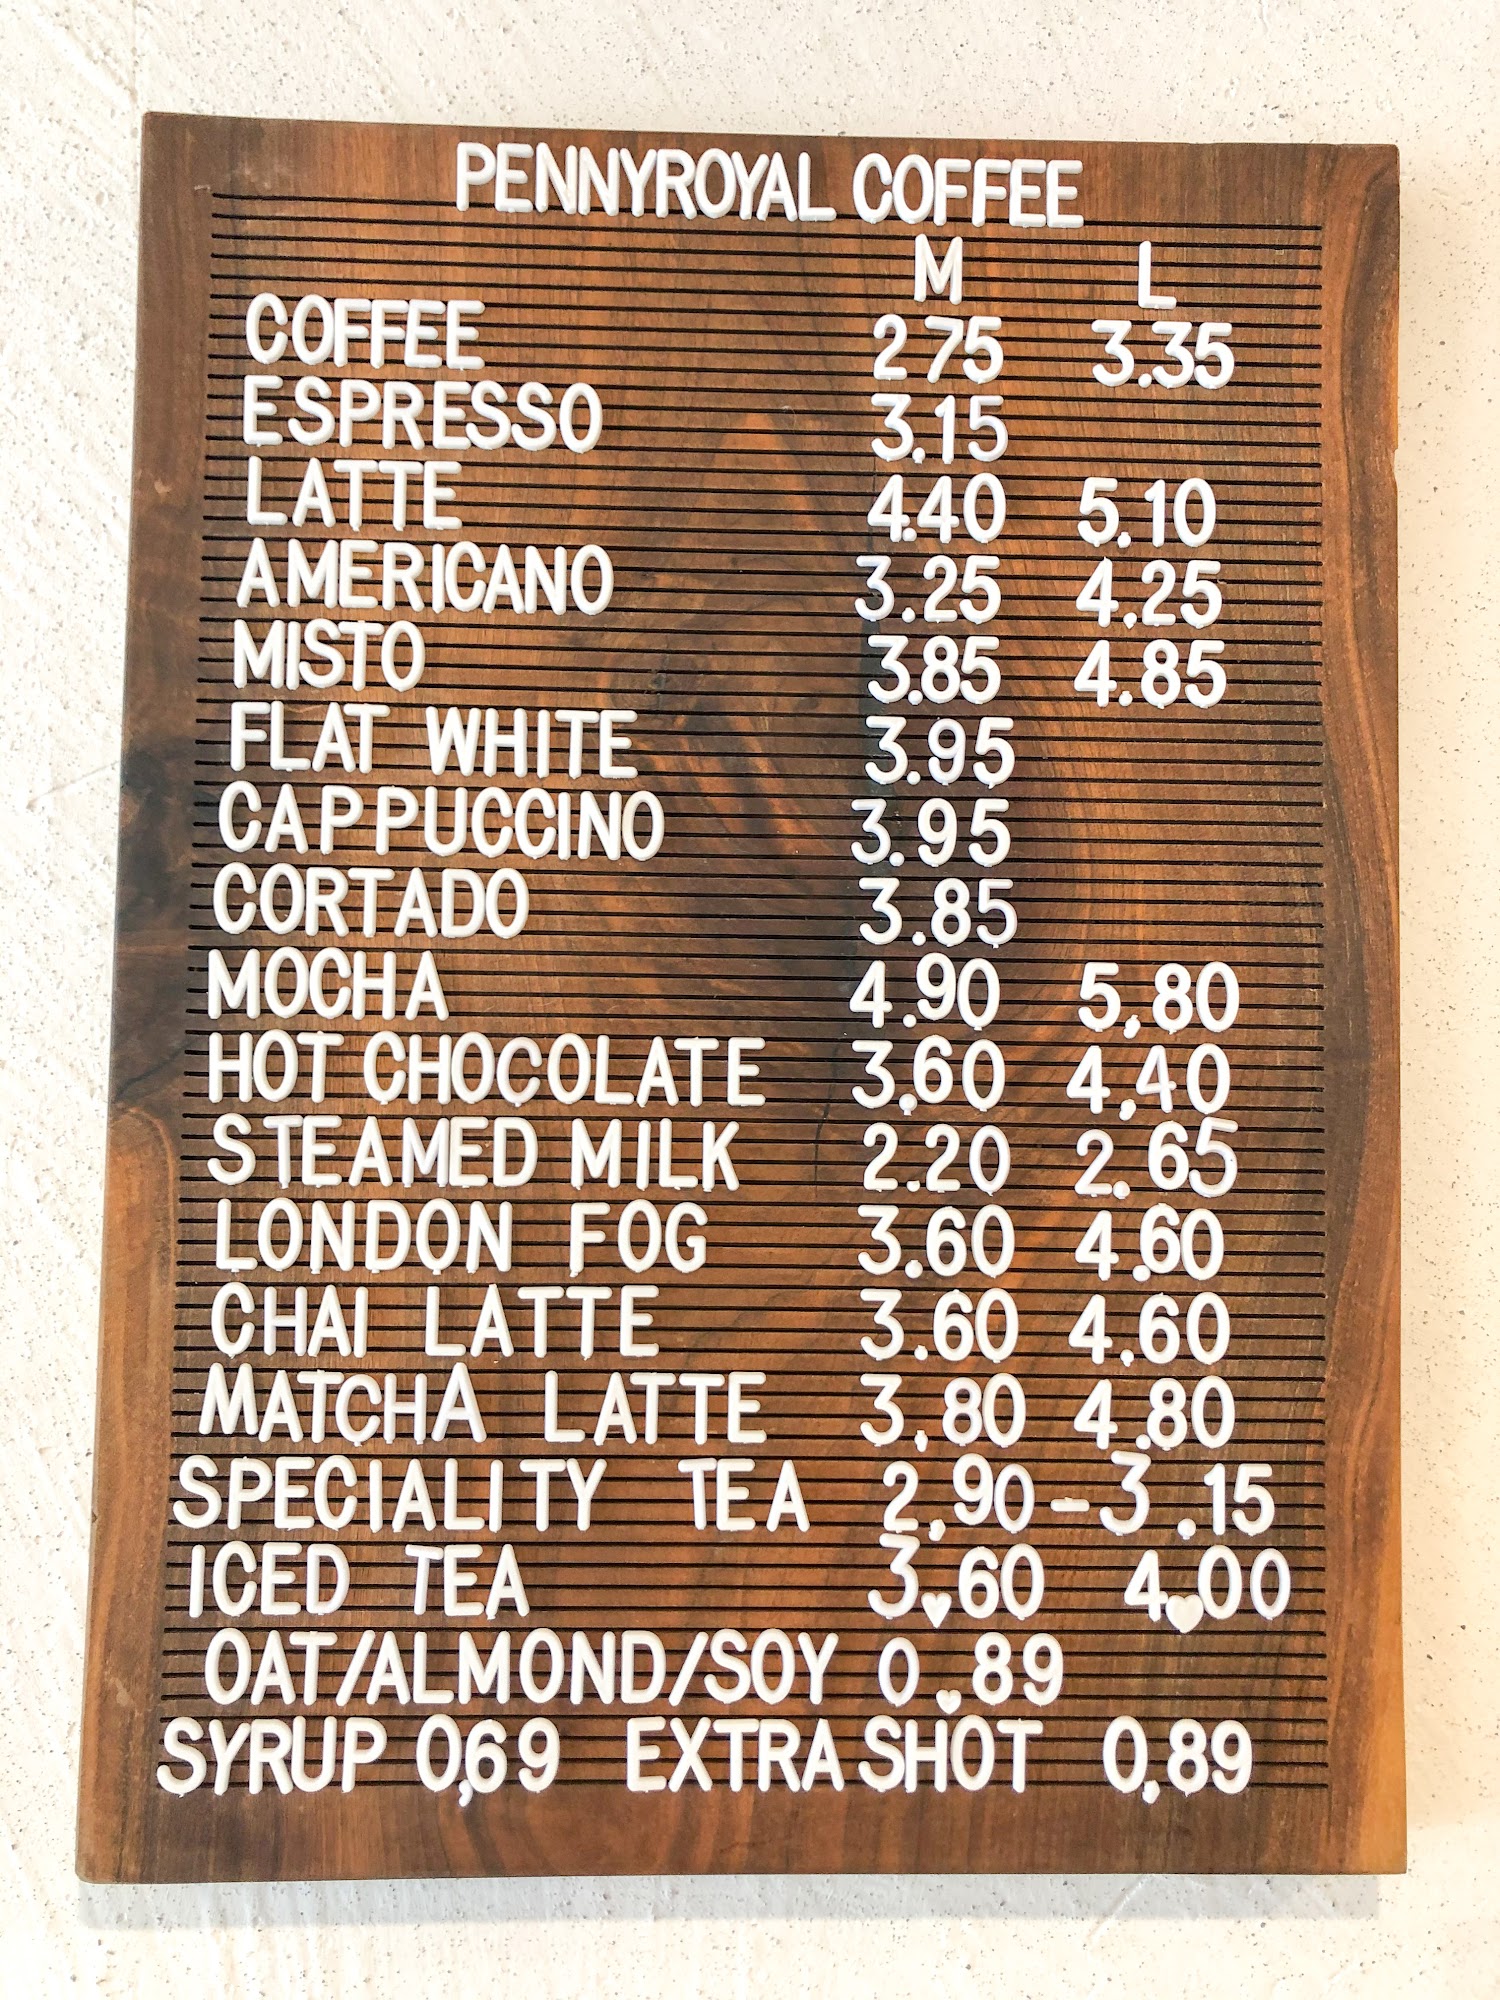 PENNYROYAL COFFEE
M L
COFFEE 2.75 3.35
ESPRESSO 3.15
LATTE 4.40 5.10
AMERICANO 3.25 4.25
MISTO 3.85 4.85
FLAT WHITE 3.95
CAPPUCCINO 3.95
CORTADO 3.85
MOCHA 4.90 5,80
HOT CHOCOLATE 3,60 4,40
STEAMED MILK 2.20 2.65
LONDON FOG 3.60 4.60
CHAI LATTE 3.60 4.60
MATCHA LATTE 3.80 4.80
SPECIALITY TEA 2.90-3.15
ICED TEA 3♥60 4♥00
OAT/ALMOND/SOY 0♥89
SYRUP 0,69 EXTRA SHOT 0,89